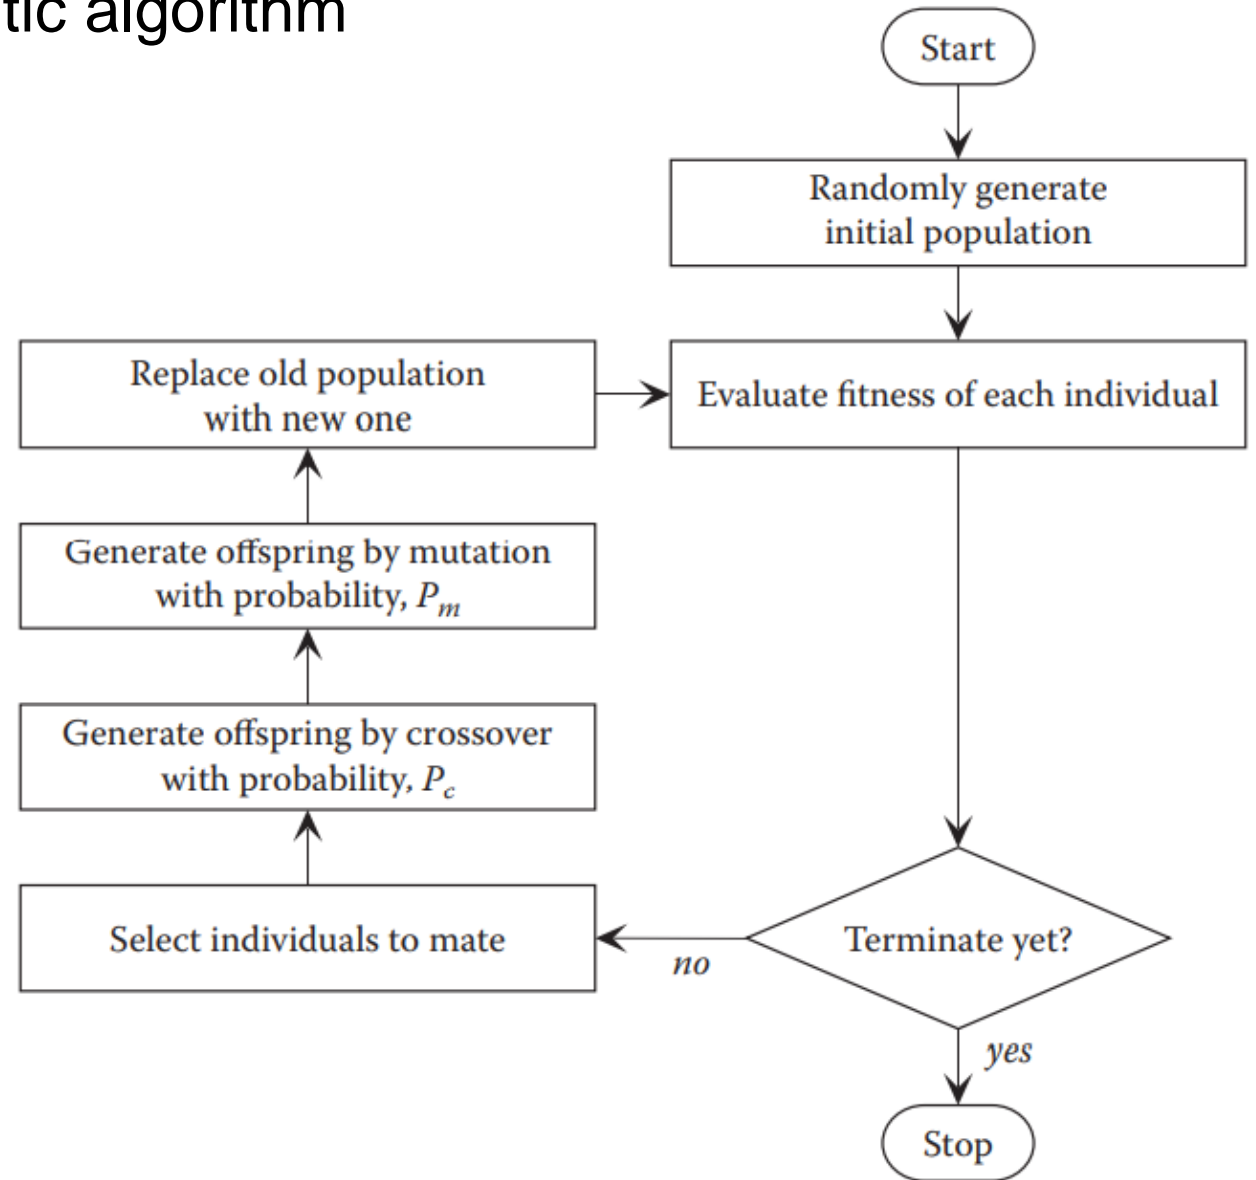 tic algorithm
Start
Randomly generate
initial population
Evaluate fitness of each individual
Terminate yet?
no
yes
Stop
Select individuals to mate
Generate offspring by crossover
with probability, Pc
Generate offspring by mutation
with probability, Pm
Replace old population
with new one